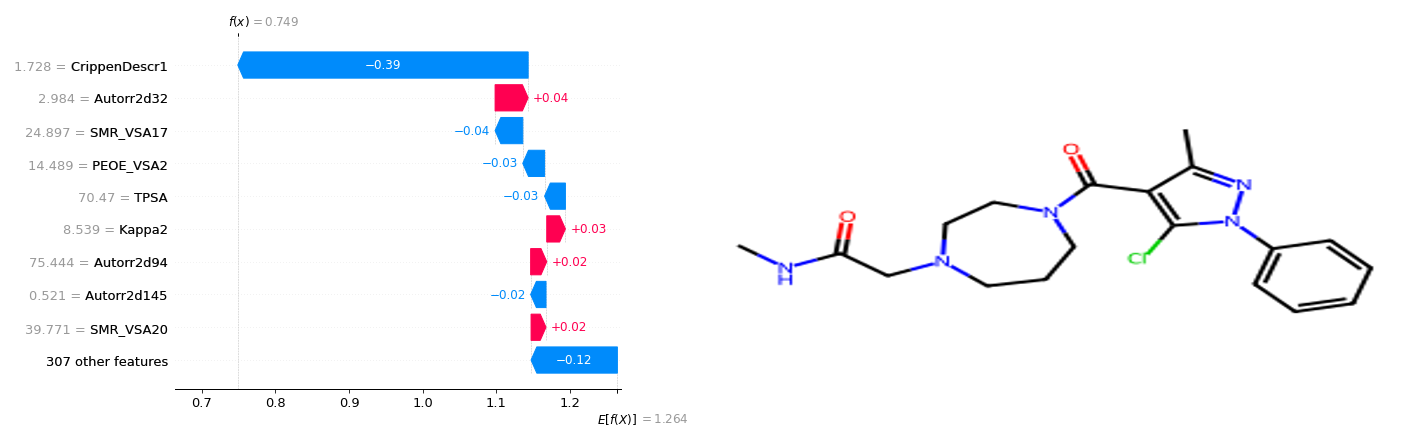 f(x) = 0.749
1.728 = CrippenDescr1
−0.39
2.984 = Autorr2d32
+0.04
24.897 = SMR_VSA17
−0.04
14.489 = PEOE_VSA2
−0.03
70.47 = TPSA
−0.03
8.539 = Kappa2
+0.03
75.444 = Autorr2d94
+0.02
0.521 = Autorr2d145
−0.02
39.771 = SMR_VSA20
+0.02
307 other features
−0.12
0.7 0.8 0.9 1.0 1.1 1.2
E[f(X)] = 1.264
O
N
O
N
N
Cl
N
N
H